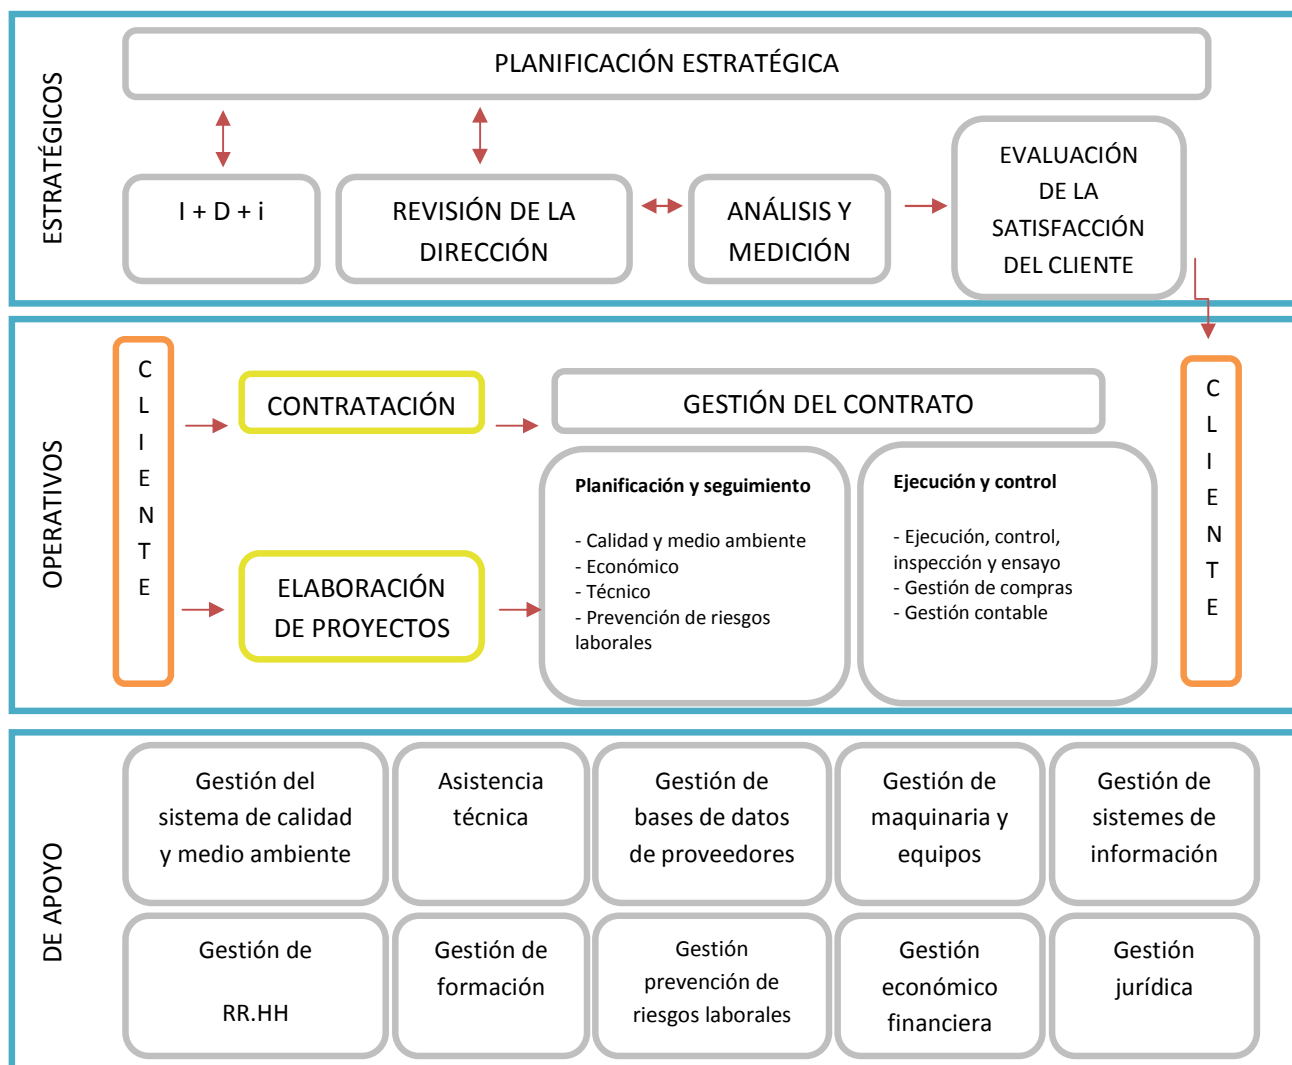 ESTRATÉGICOS
PLANIFICACIÓN ESTRATÉGICA
I + D + i
REVISIÓN DE LA
DIRECCIÓN
ANÁLISIS Y
MEDICIÓN
EVALUACIÓN
DE LA
SATISFACCIÓN
DEL CLIENTE
OPERATIVOS
C
L
I
E
N
T
E
CONTRATACIÓN
ELABORACIÓN
DE PROYECTOS
GESTIÓN DEL CONTRATO
Planificación y seguimiento
- Calidad y medio ambiente
- Económico
- Técnico
- Prevención de riesgos
laborales
Ejecución y control
- Ejecución, control,
inspección y ensayo
- Gestión de compras
- Gestión contable
C
L
I
E
N
T
E
DE APOYO
Gestión del
sistema de calidad
y medio ambiente
Asistencia
técnica
Gestión de
bases de datos
de proveedores
Gestión de
maquinaria y
equipos
Gestión de
sistemes de
información
Gestión de
RR.HH
Gestión de
formación
Gestión
prevención de
riesgos laborales
Gestión
económico
financiera
Gestión
jurídica